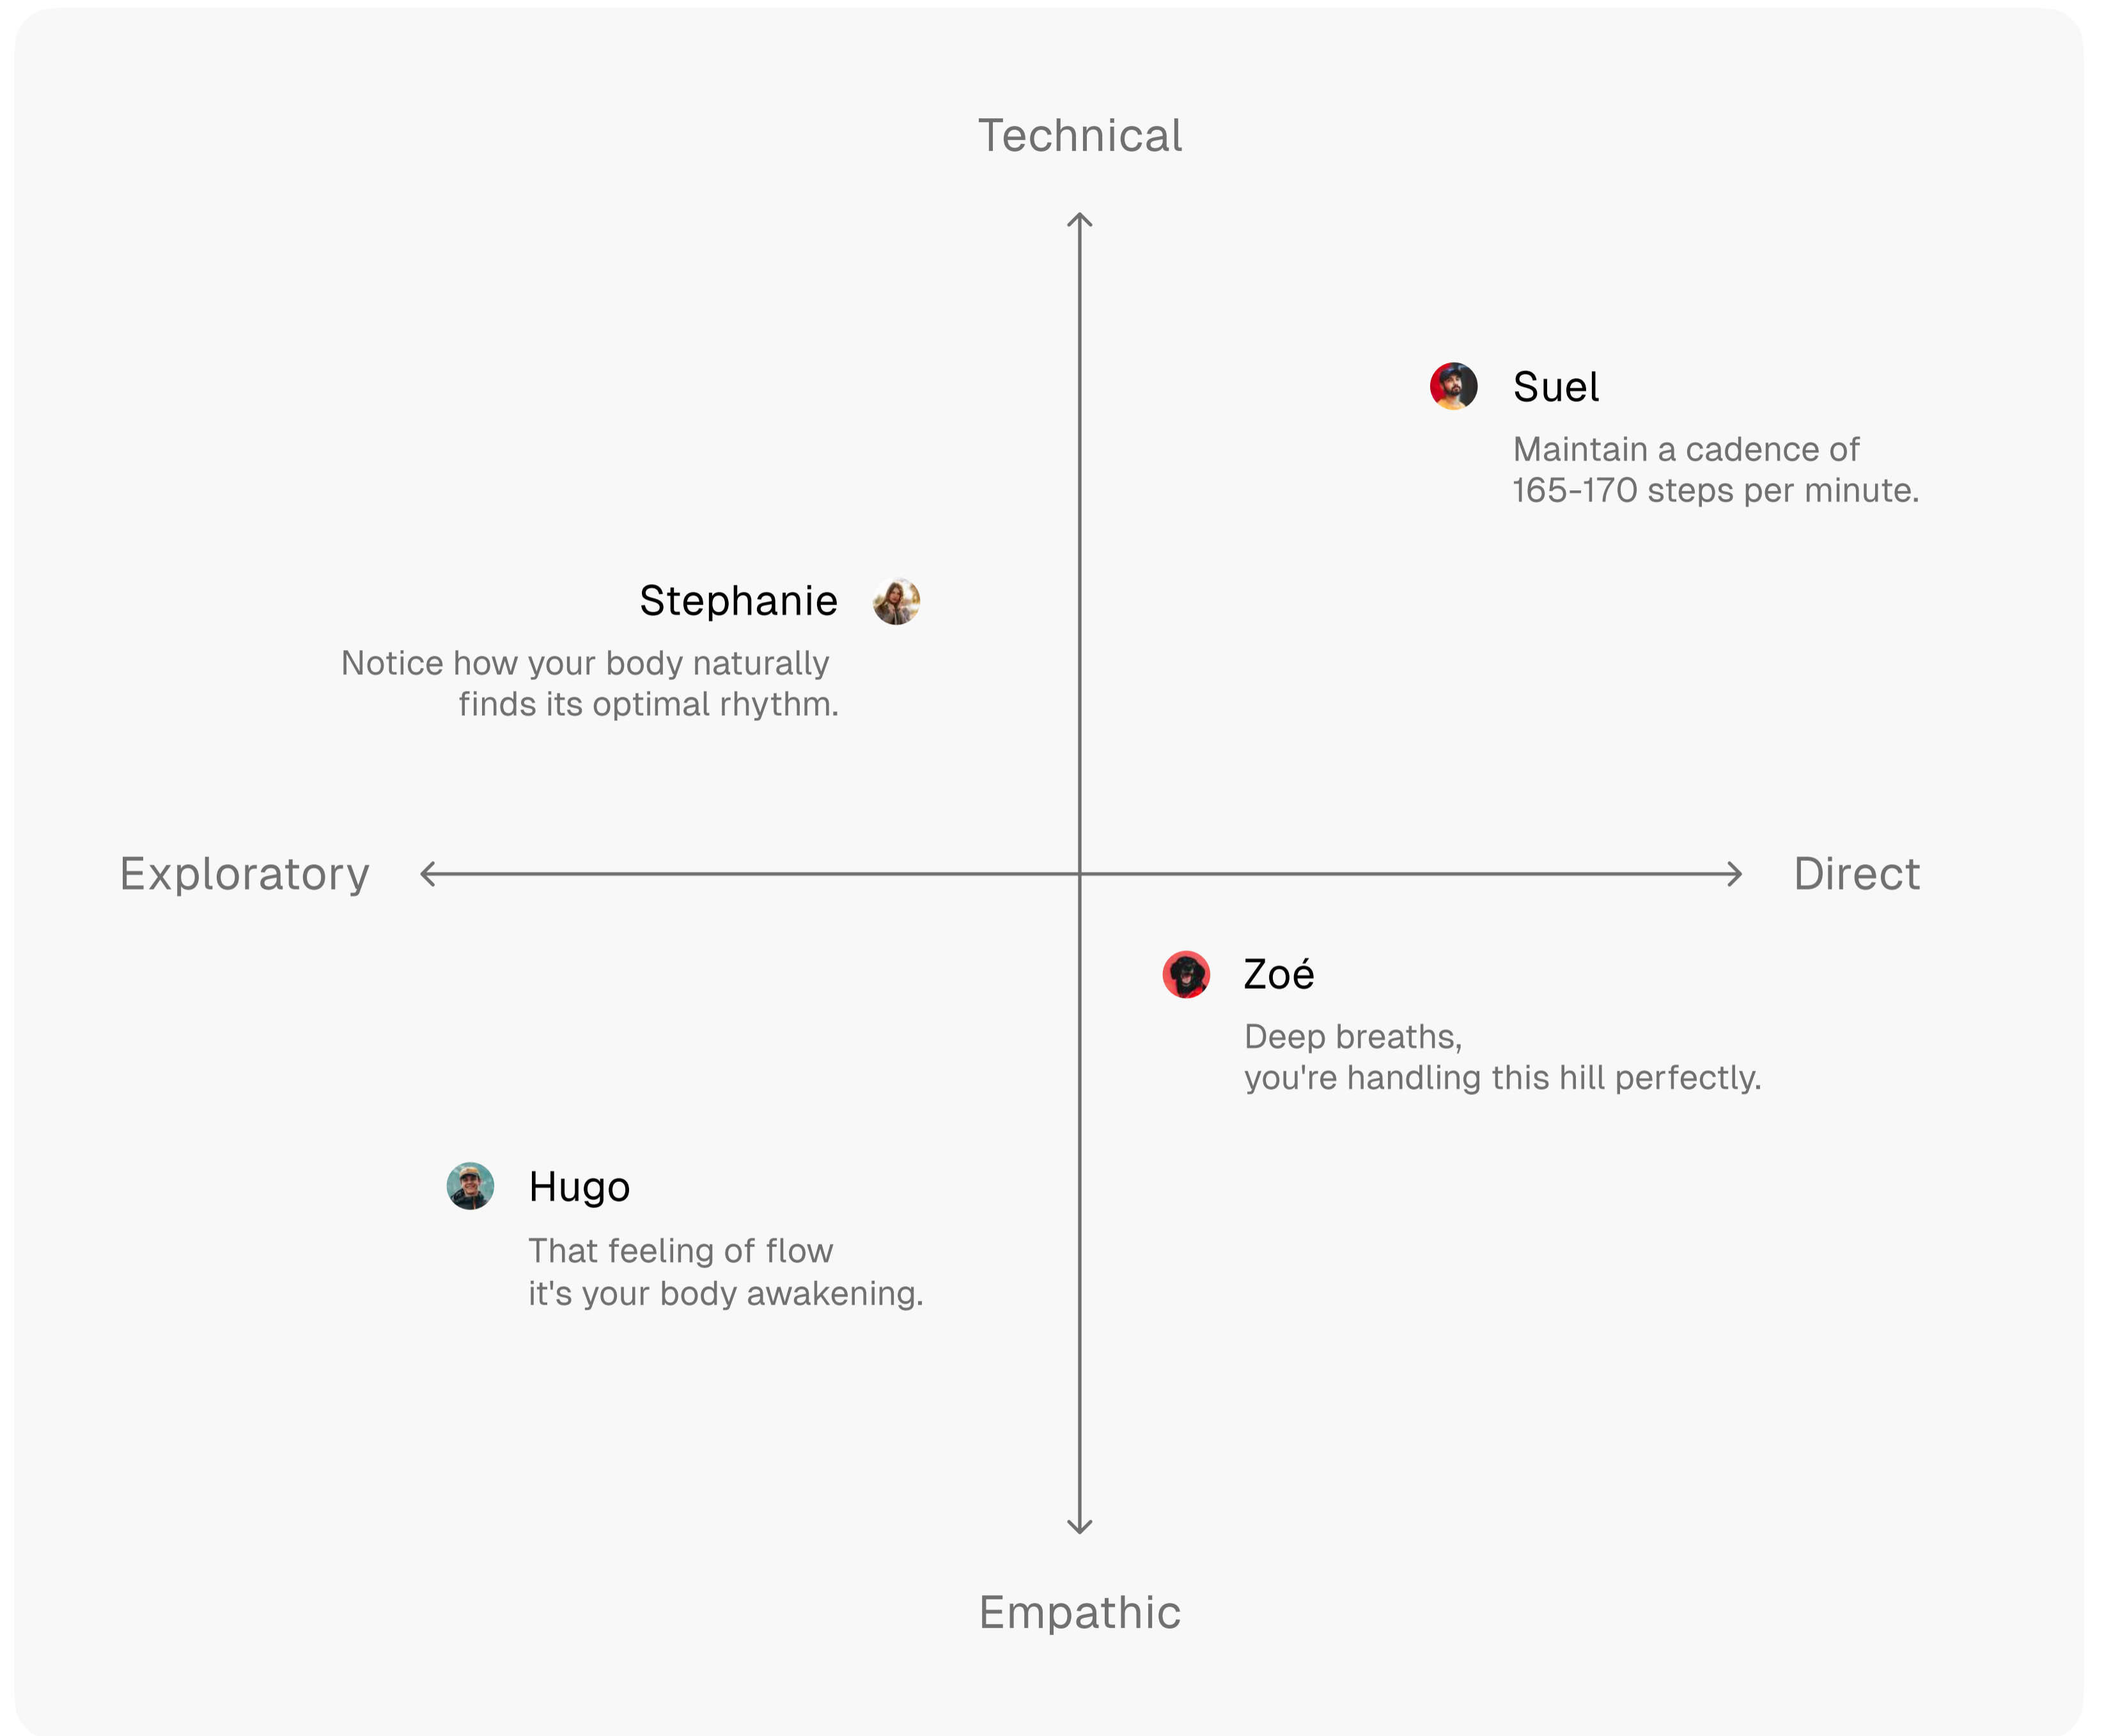 Technical
Suel
Maintain a cadence of
165-170 steps per minute.
Stephanie
Notice how your body naturally
finds its optimal rhythm.
Exploratory
Direct
Zoé
Deep breaths,
you're handling this hill perfectly.
Hugo
That feeling of flow
it's your body awakening.
Empathic